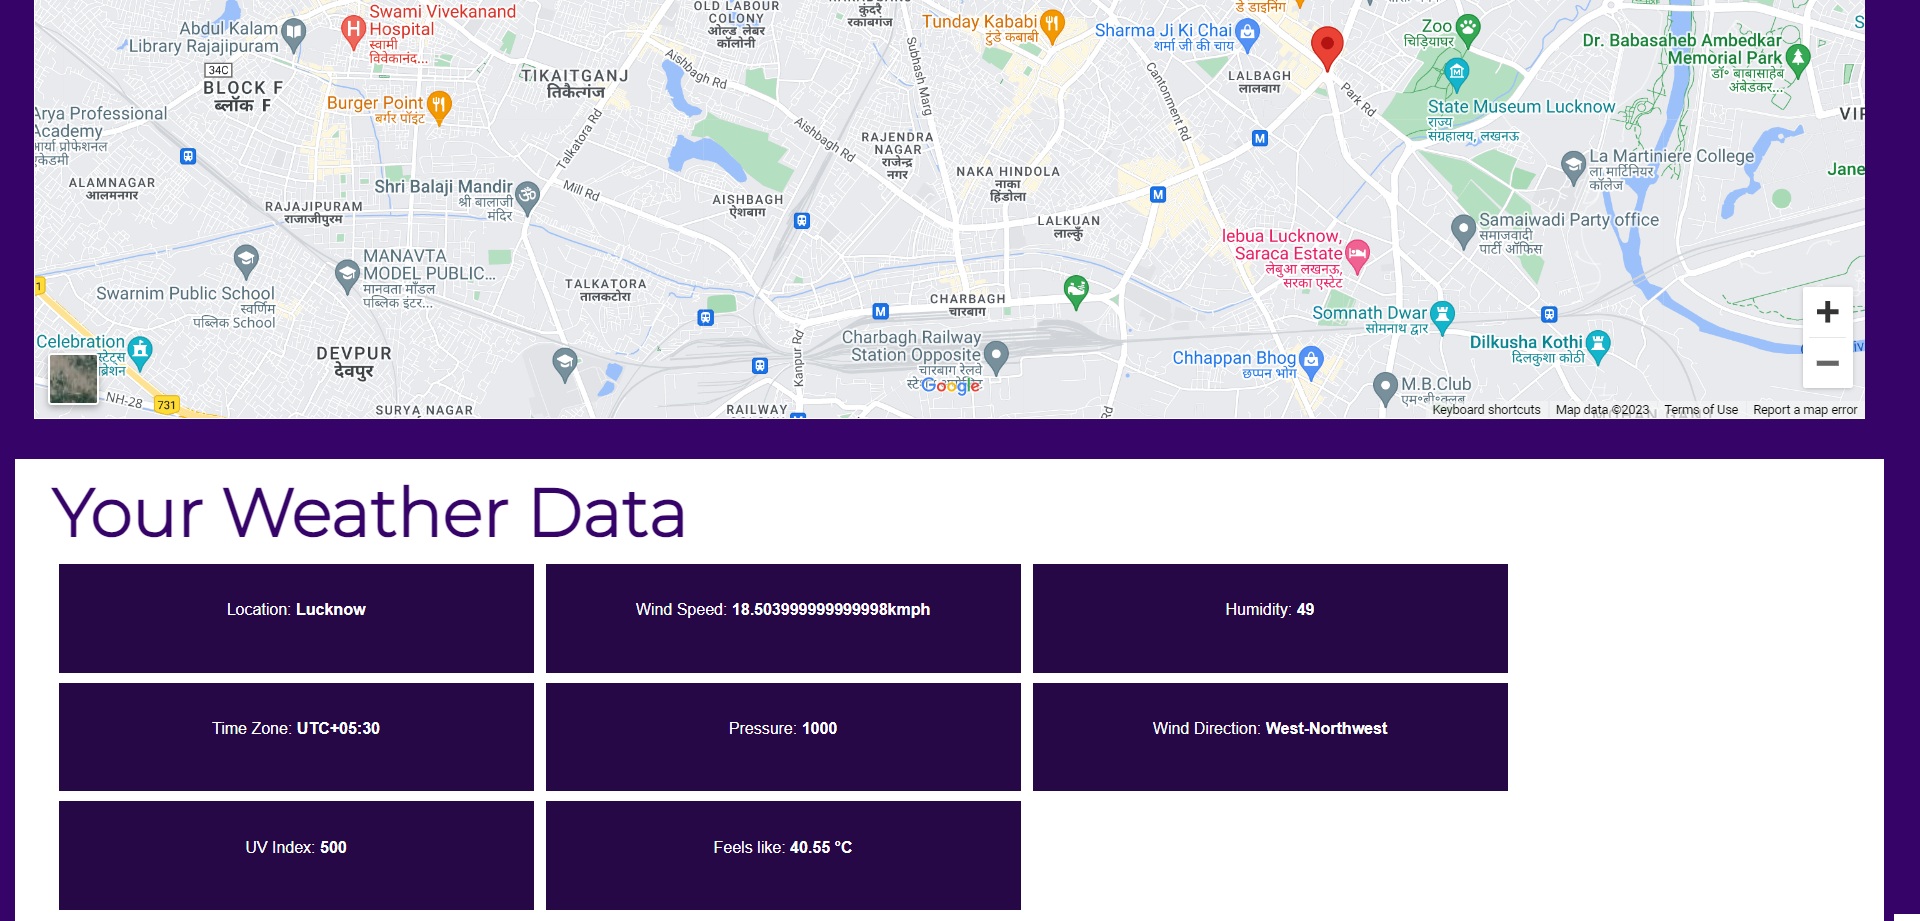 OLD LABOUR
COLONY
ओल्ड लेबर
कॉलोनी
कुंदरी
रकाबगंज
डे डाइनिंग
Swami Vivekanand
Hospital
स्वामी
विवेकानंद...
Abdul Kalam
Library Rajajipuram
Tunday Kababi
टुंडे कबाबी
Sharma Ji Ki Chai
शर्मा जी की चाय
Zoo
चिड़ियाघर
Dr. Babasaheb Ambedkar
Memorial Park
डॉ॰ बाबासाहेब
अंबेडकर...
S
34C
BLOCK F
ब्लॉक F
TIKAITGANJ
तिकैत्गंज
Aishbagh Rd
Subhash Marg
Cantonment Rd
LALBAGH
लालबाग
Park Rd
State Museum Lucknow
राज्य
संग्रहालय, लखनऊ
VIP
Burger Point
बर्गर पॉइंट
Arya Professional
Academy
आर्या प्रोफेशनल
एकेडमी
Talkatora Rd
Aishbagh Rd
RAJENDRA
NAGAR
राजेन्द्र
नगर
M
La Martiniere College
ला मार्टिनियर
कॉलेज
Jane
ALAMNAGAR
आलमनगर
Shri Balaji Mandir
श्री बालाजी
मंदिर
Mill Rd
NAKA HINDOLA
नाका
हिंडोला
M
RAJAJIPURAM
राजाजीपुरम
AISHBAGH
ऐशबाग
LALKUAN
लाल्कुँ
Samaiwadi Party office
समाजवादी
पार्टी ऑफिस
lebua Lucknow,
Saraca Estate
लेबुआ लखनऊ,
सरका एस्टेट
MANAVTA
MODEL PUBLIC...
मानवता मॉडल
पब्लिक इंटर...
Swarnim Public School
स्वर्णिम
पब्लिक School
TALKATORA
तालकटोरा
CHARBAGH
चारबाग
M
Somnath Dwar
सोमनाथ द्वार
1
Celebration
स्टेट्स
ब्रेशन
DEVPUR
देवपुर
Kanpur Rd
Charbagh Railway
Station Opposite
चारबाग रेलवे
Google
Chhappan Bhog
छप्पन भोग
Dilkusha Kothi
दिलकुशा कोठी
M.B.Club
NH-28
731
SURYA NAGAR
RAILWAY
Rd
Keyboard shortcuts Map data ©2023 Terms of Use Report a map error
Your Weather Data
Location: Lucknow
Wind Speed: 18.503999999999998kmph
Humidity: 49
Time Zone: UTC+05:30
Pressure: 1000
Wind Direction: West-Northwest
UV Index: 500
Feels like: 40.55 °C